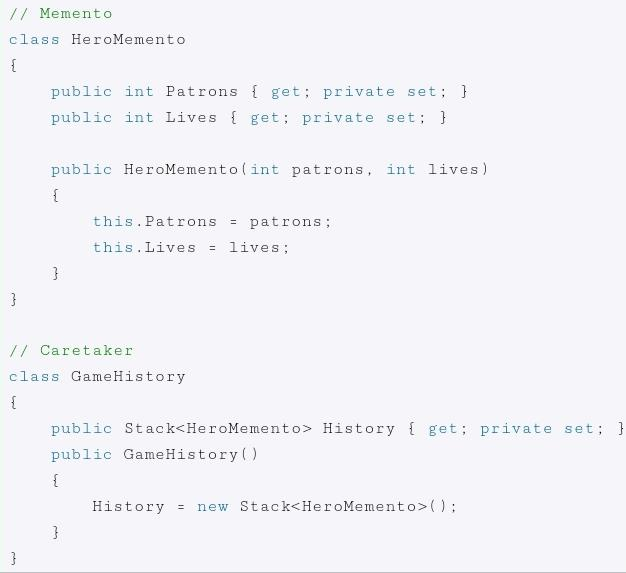 // Memento
class HeroMemento
{
    public int Patrons { get; private set; }
    public int Lives { get; private set; }

    public HeroMemento(int patrons, int lives)
    {
        this.Patrons = patrons;
        this.Lives = lives;
    }
}

// Caretaker
class GameHistory
{
    public Stack<HeroMemento> History { get; private set; }
    public GameHistory()
    {
        History = new Stack<HeroMemento>();
    }
}